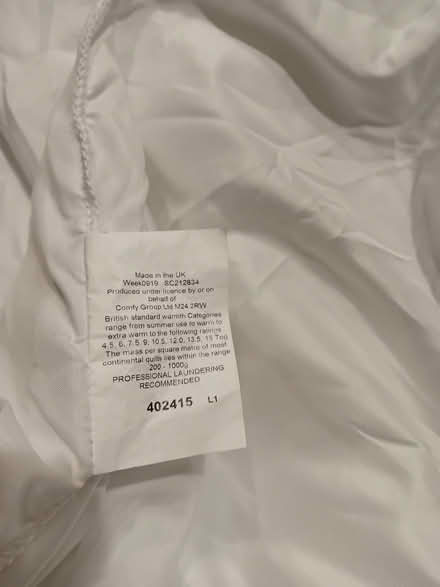 Made in the UK
Week0919 SC212834
Produced under licence by or on
behalf of
Comfy Group Ltd M24 2RW
British standard warmth Categories
range from summer use to warm to
extra warm to the following ratings
4.5, 6, 7.5, 9, 10.5, 12.0, 13.5, 15 Tog
The mass per square metre of most
continental quilts lies within the range
200 - 1000g
PROFESSIONAL LAUNDERING
RECOMMENDED
402415 L1